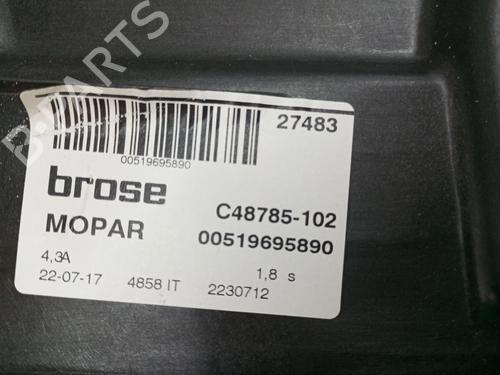 B-PARTS
27483
00519695890
brose
C48785-102
MOPAR
00519695890
4,3A
1,8 s
22-07-17 4858 IT 2230712